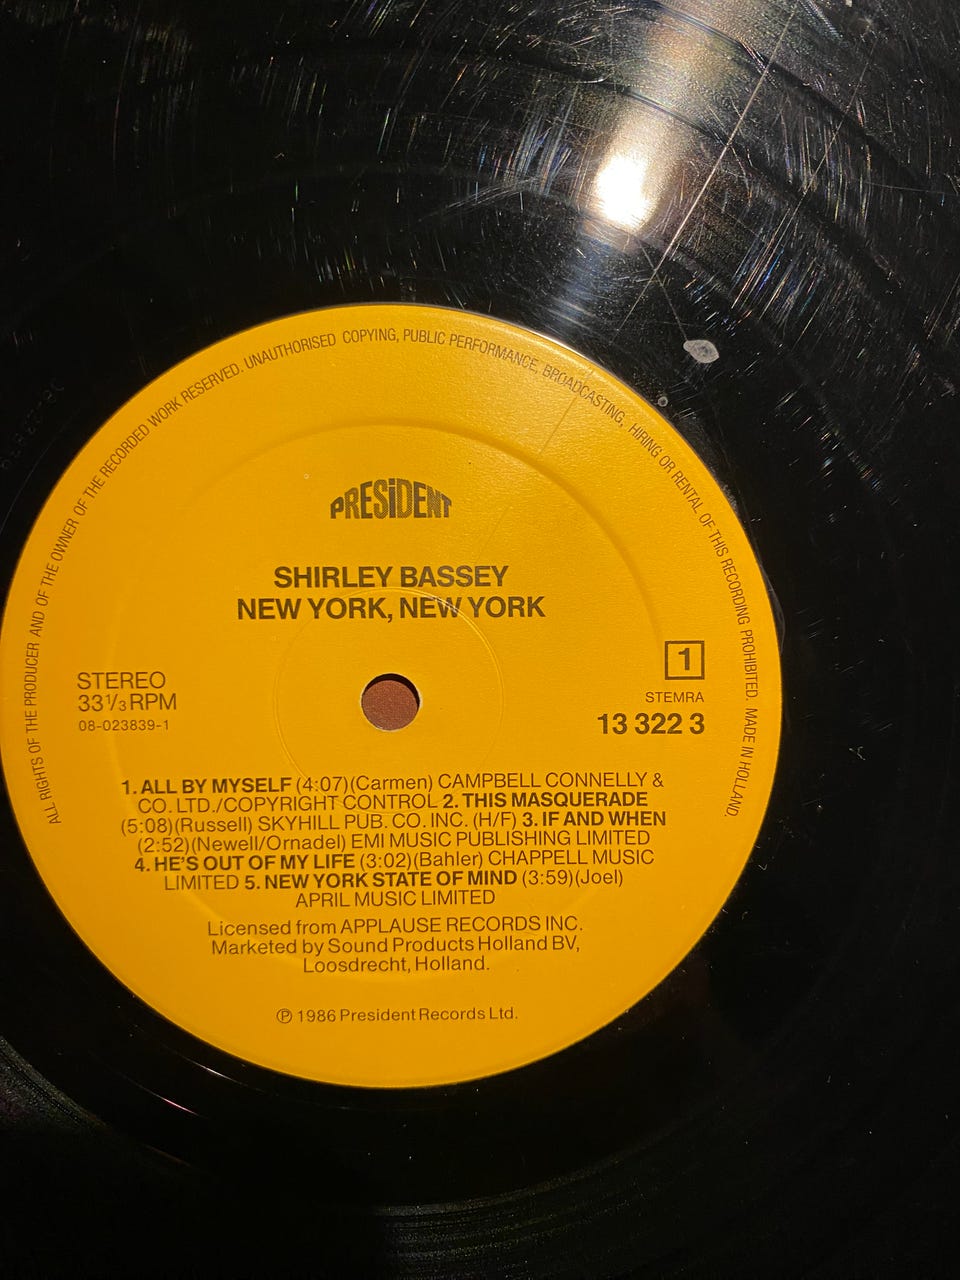 ALL RIGHTS OF THE PRODUCER AND OF THE OWNER OF THE RECORDED WORK RESERVED. UNAUTHORISED COPYING, PUBLIC PERFORMANCE, BROADCASTING, HIRING OR RENTAL OF THIS RECORDING PROHIBITED. MADE IN HOLLAND.
PRESiDENT
SHIRLEY BASSEY
NEW YORK, NEW YORK
STEREO
33 1/3 RPM
08-023839-1
1
STEMRA
13 322 3
1. ALL BY MYSELF (4:07)(Carmen) CAMPBELL CONNELLY &
CO. LTD./COPYRIGHT CONTROL 2. THIS MASQUERADE
(5:08)(Russell) SKYHILL PUB. CO. INC. (H/F) 3. IF AND WHEN
(2:52)(Newell/Ornadel) EMI MUSIC PUBLISHING LIMITED
4. HE'S OUT OF MY LIFE (3:02)(Bahler) CHAPPELL MUSIC
LIMITED 5. NEW YORK STATE OF MIND (3:59)(Joel)
APRIL MUSIC LIMITED
Licensed from APPLAUSE RECORDS INC.
Marketed by Sound Products Holland BV,
Loosdrecht, Holland.
℗ 1986 President Records Ltd.